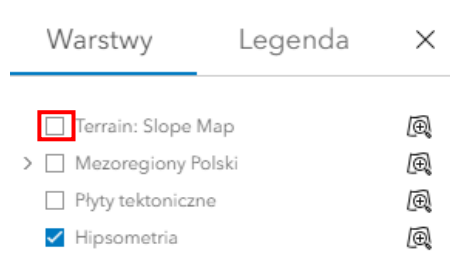 Warstwy Legenda
Terrain: Slope Map
Mezoregiony Polski
Płyty tektoniczne
Hipsometria